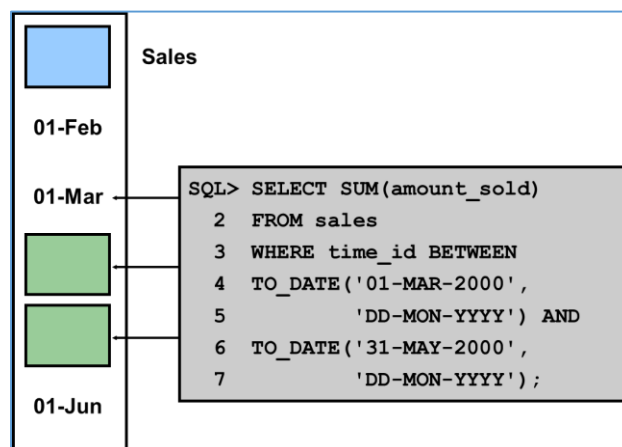 Sales
01-Feb
01-Mar
SQL> SELECT SUM(amount_sold)
2 FROM sales
3 WHERE time_id BETWEEN
4 TO_DATE('01-MAR-2000',
5 'DD-MON-YYYY') AND
6 TO_DATE('31-MAY-2000',
7 'DD-MON-YYYY');
01-Jun